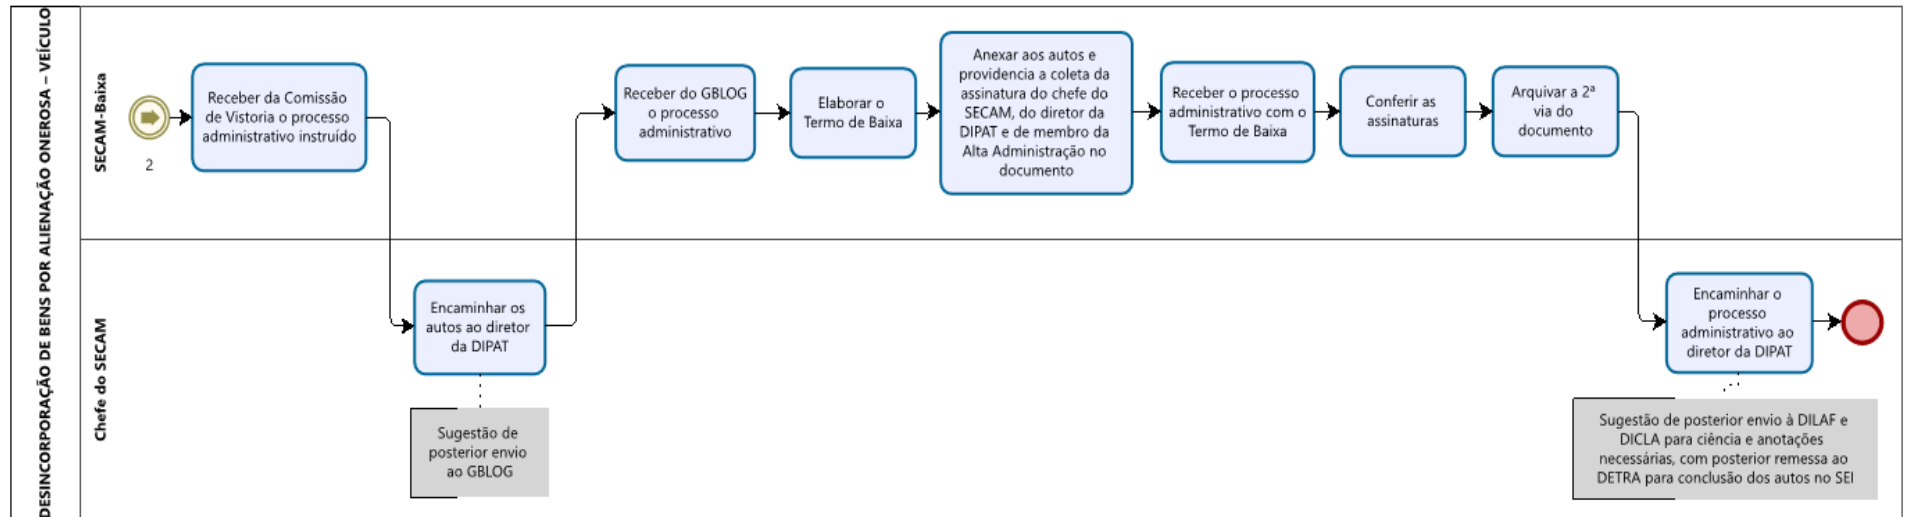 DESINCORPORAÇÃO DE BENS POR ALIENAÇÃO ONEROSA – VEÍCULO
SECAM-Baixa
2
Receber da Comissão
de Vistoria o processo
administrativo instruído
Receber do GBLOG
o processo
administrativo
Elaborar o
Termo de Baixa
Anexar aos autos e
providencia a coleta da
assinatura do chefe do
SECAM, do diretor da
DIPAT e de membro da
Alta Administração no
documento
Receber o processo
administrativo com o
Termo de Baixa
Conferir as
assinaturas
Arquivar a 2ª
via do
documento
Chefe do SECAM
Encaminhar os
autos ao diretor
da DIPAT
Sugestão de
posterior envio
ao GBLOG
Encaminhar o
processo
administrativo ao
diretor da DIPAT
Sugestão de posterior envio à DILAF e
DICLA para ciência e anotações
necessárias, com posterior remessa ao
DETRA para conclusão dos autos no SEI